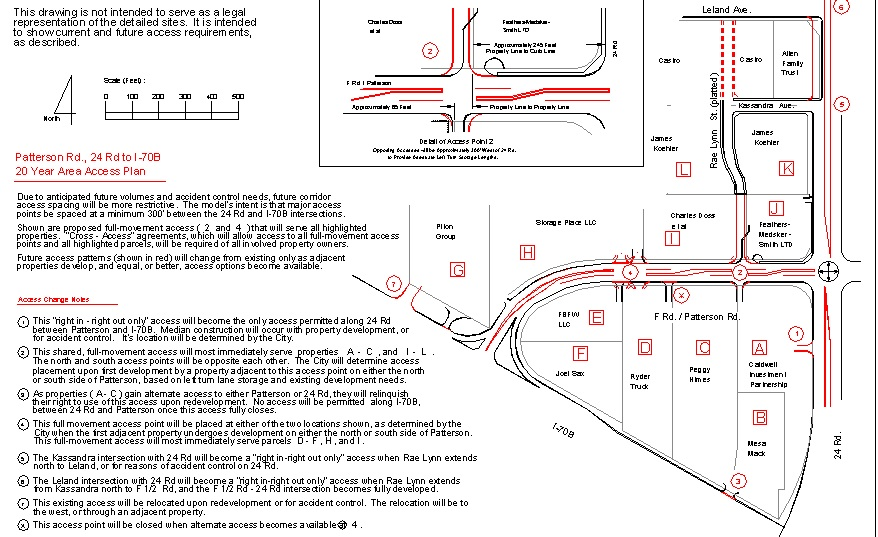 This drawing is not intended to serve as a legal
representation of the detailed sites. It is intended
to show current and future access requirements,
as described.
North
Scale (Feet) :
0 100 200 300 400 500
Patterson Rd., 24 Rd to I-70B
20 Year Area Access Plan
Due to anticipated future volumes and accident control needs, future corridor
access spacing will be more restrictive. The model's intent is that major access
points be spaced at a minimum 300' between the 24 Rd and I-70B intersections.
Shown are proposed full-movement access ( 2 and 4 ) that will serve all highlighted
properties. "Cross - Access" agreements, which will allow access to all full-movement access
points and all highlighted parcels, will be required of all involved property owners.
Future access patterns (shown in red) will change from existing only as adjacent
properties develop, and equal, or better, access options become available.
Access Change Notes
1 This "right in - right out only" access will become the only access permitted along 24 Rd
between Patterson and I-70B. Median construction will occur with property development, or
for accident control. It's location will be determined by the City.
2 This shared, full-movement access will most immediately serve properties A - C , and I - L .
The north and south access points will be opposite each other. The City will determine access
placement upon first development by a property adjacent to this access point on either the north
or south side of Patterson, based on left turn lane storage and existing development needs.
3 As properties ( A - C ) gain alternate access to either Patterson or 24 Rd, they will relinquish
their right to use of this access upon redevelopment. No access will be permitted along I-70B,
between 24 Rd and Patterson once this access fully closes.
4 This full movement access point will be placed at either of the two locations shown, as determined by the
City when the first adjacent property undergoes development on either the north or south side of Patterson.
This full-movement access will most immediately serve parcels D - F , H , and I .
5 The Kassandra intersection with 24 Rd will become a "right in-right out only" access when Rae Lynn extends
north to Leland, or for reasons of accident control on 24 Rd.
6 The Leland intersection with 24 Rd will become a "right in-right out only" access when Rae Lynn extends
from Kassandra north to F 1/2 Rd, and the F 1/2 Rd - 24 Rd intersection becomes fully developed.
7 This existing access will be relocated upon redevelopment or for accident control. The relocation will be to
the west, or through an adjacent property.
X This access point will be closed when alternate access becomes available @ 4 .
Charles Doss
et al
Feathers-Medsker-
Smith LTD
2
Approximately 245 Feet
Property Line to Curb Line
24 RD
F Rd / Patterson
Approximately 85 Feet
Property Line to Property Line
Detail of Access Point 2
Leland Ave.
6
Castro
Castro
Allen
Family
Trust
Rae Lynn St. (platted)
Kassandra Ave.
5
James
Koehler
L
James
Koehler
K
J
Charles Doss
et al
I
Feathers-
Medsker-
Smith LTD
Storage Place LLC
H
Pilon
Group
G
7
4
2
X
F Rd. / Patterson Rd.
1
FBFW
LLC
E
F
Joel Sax
D
Ryder
Truck
C
Peggy
Nimes
A
Caldwell
Investment
Partnership
B
Mesa
Mack
I-70B
3
24 Rd.